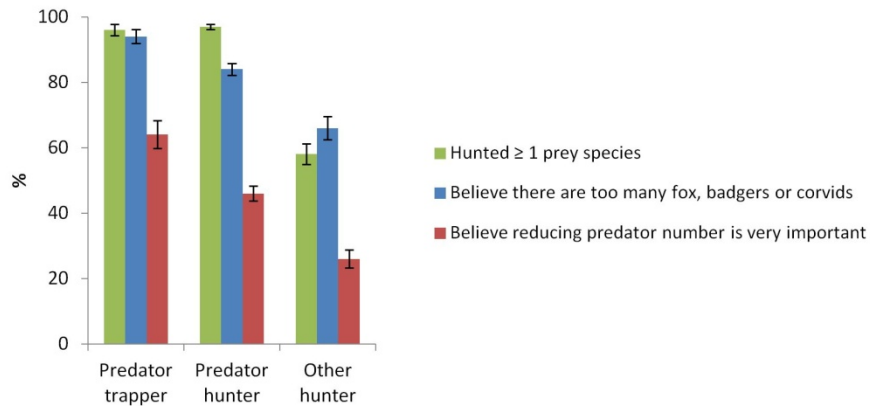 100
80
60
40
20
0
%
Predator
trapper
Predator
hunter
Other
hunter
Hunted ≥ 1 prey species
Believe there are too many fox, badgers or corvids
Believe reducing predator number is very important